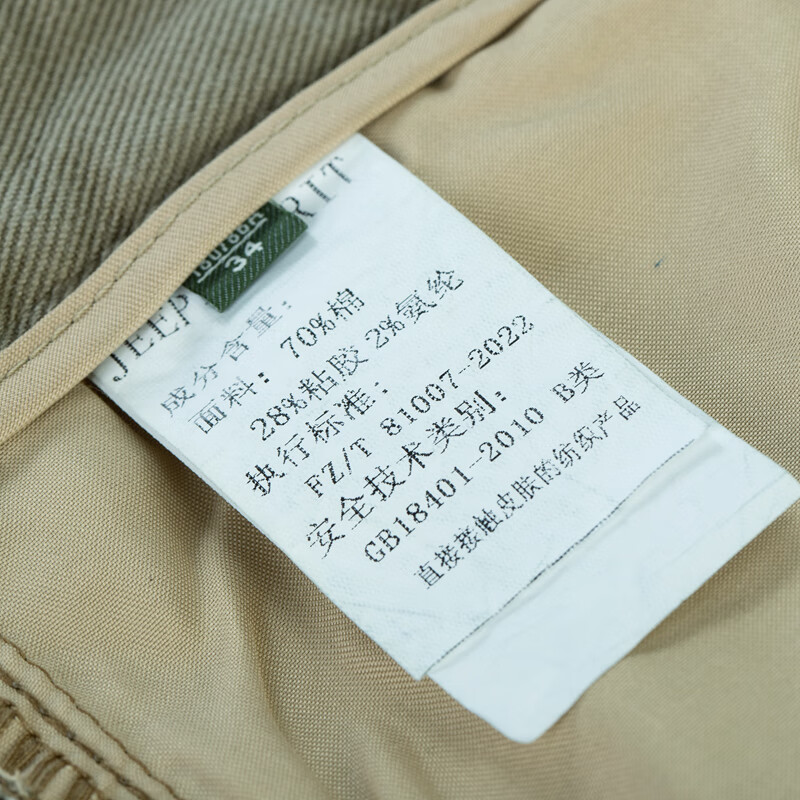 JEEP RIT
34
成分含量:
面料: 70%棉
28%粘胶 2%氨纶
执行标准:
FZ/T 81007-2022
安全技术类别:
GB18401-2010 B类
直接接触皮肤的纺织产品